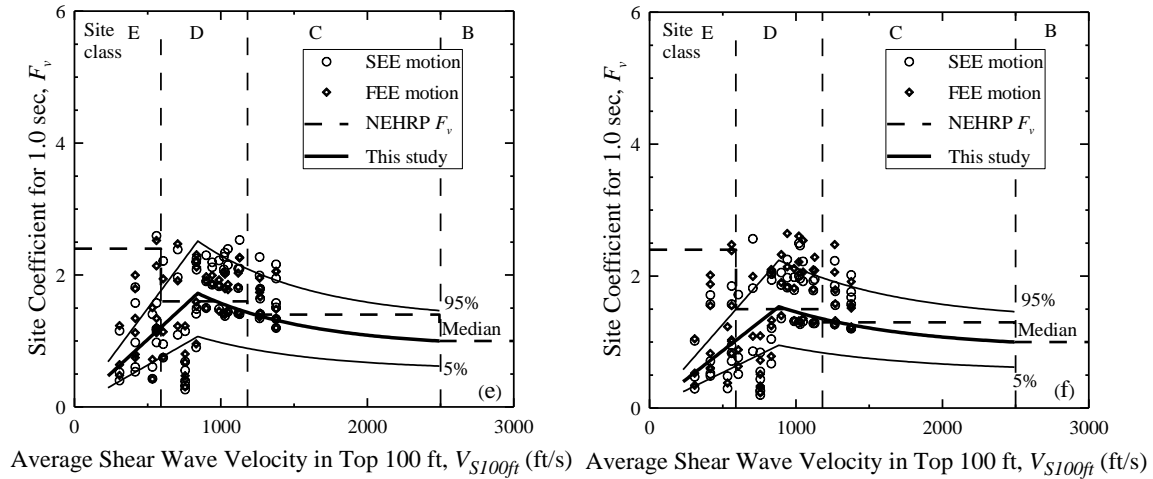 6
Site class
E
D
C
B
SEE motion
FEE motion
NEHRP Fv
This study
4
2
0
95%
Median
5%
(e)
0
1000
2000
3000
Site Coefficient for 1.0 sec, Fv
Average Shear Wave Velocity in Top 100 ft, VS100ft (ft/s)
6
Site class
E
D
C
B
SEE motion
FEE motion
NEHRP Fv
This study
4
2
0
95%
Median
5%
(f)
0
1000
2000
3000
Site Coefficient for 1.0 sec, Fv
Average Shear Wave Velocity in Top 100 ft, VS100ft (ft/s)